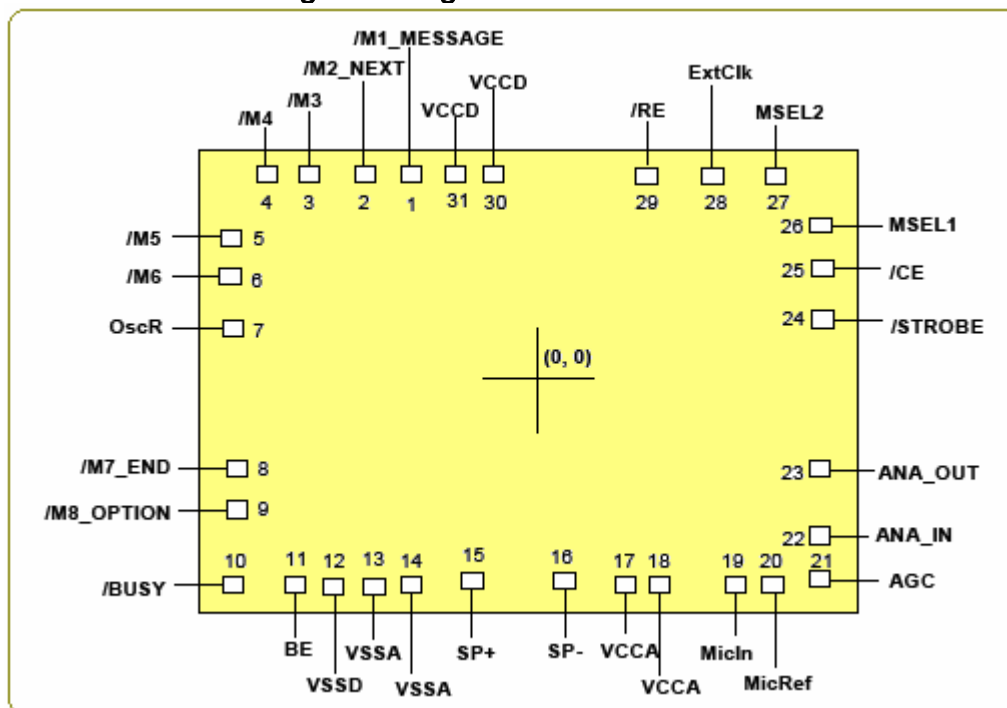 /M1_MESSAGE
/M2_NEXT
VCCD
ExtClk
/M3
VCCD
/RE
MSEL2
/M4
4
3
2
1
31
30
29
28
27
26
MSEL1
/M5
5
/M6
6
25
/CE
OscR
7
24
/STROBE
(0, 0)
/M7_END
8
23
ANA_OUT
/M8_OPTION
9
22
ANA_IN
10
11
12
13
14
15
16
17
18
19
20
21
/BUSY
AGC
BE
VSSA
SP+
SP-
VCCA
MicIn
VSSD
VSSA
VCCA
MicRef